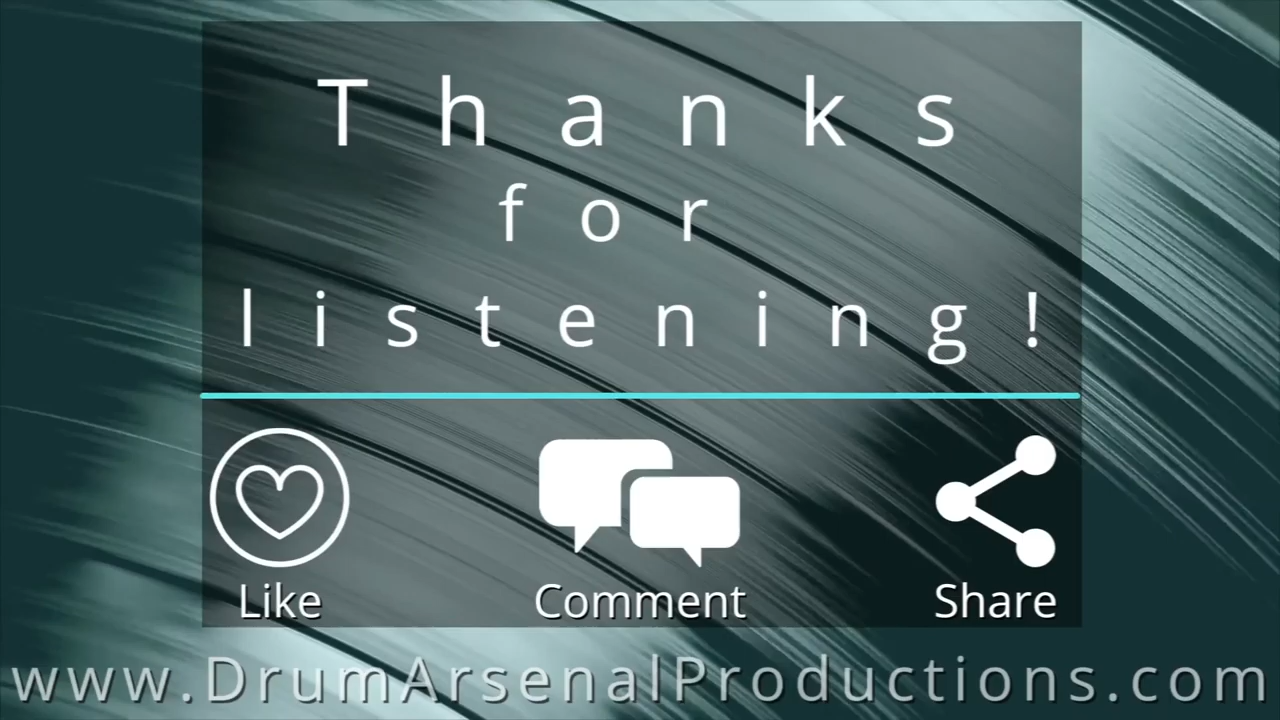 Thanks
for
listening!
Like Comment Share
www.DrumArsenalProductions.com